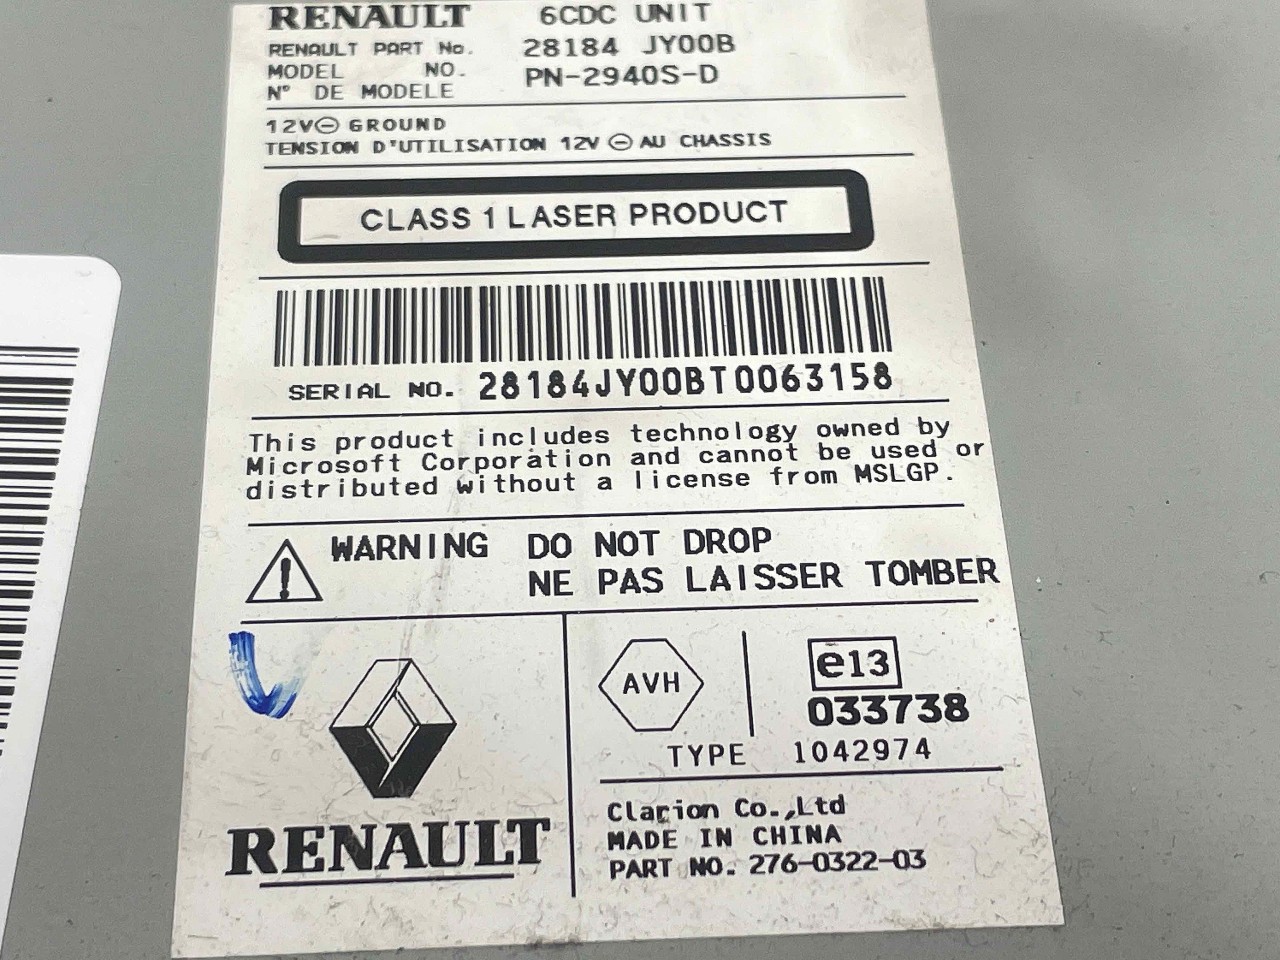 RENAULT 6CDC UNIT
RENAULT PART No. 28184 JY00B
MODEL NO. PN-2940S-D
N° DE MODELE
12V⊖ GROUND
TENSION D'UTILISATION 12V ⊖ AU CHASSIS
CLASS 1 LASER PRODUCT
SERIAL NO. 28184JY00BT0063158
This product includes technology owned by
Microsoft Corporation and cannot be used or
distributed without a license from MSLGP.
WARNING DO NOT DROP
NE PAS LAISSER TOMBER
AVH e13
033738
TYPE 1042974
RENAULT
Clarion Co.,Ltd
MADE IN CHINA
PART NO. 276-0322-03